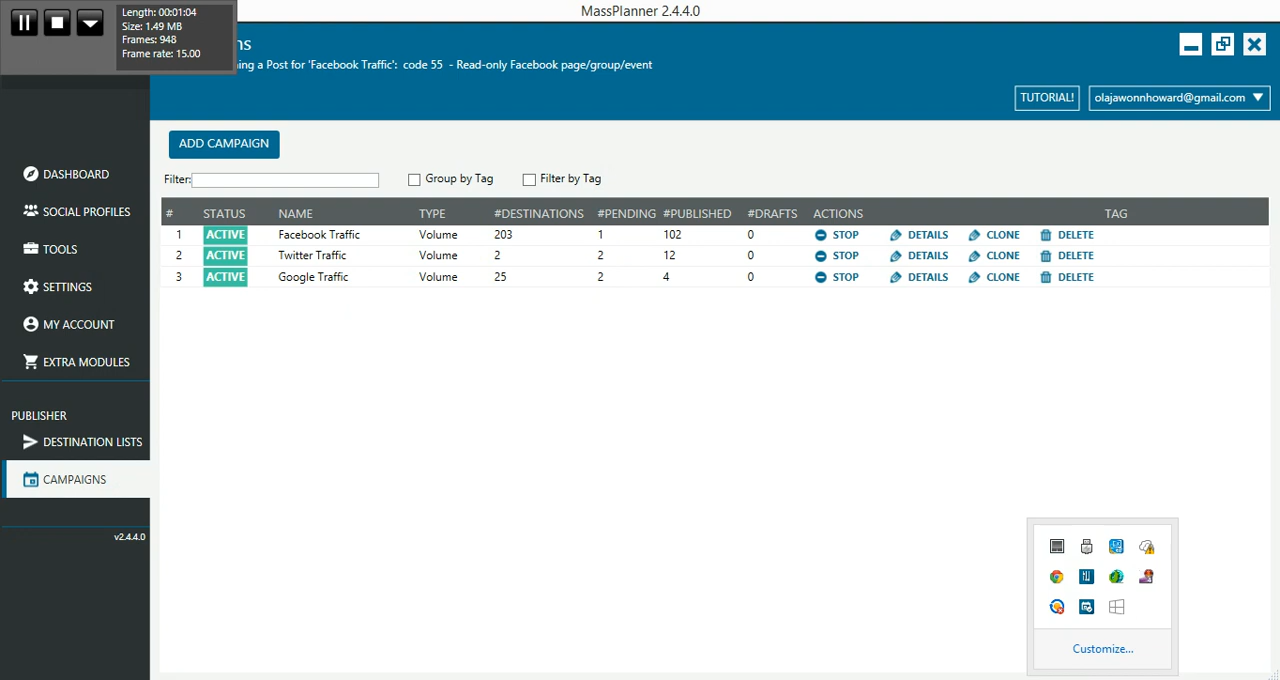 MassPlanner 2.4.4.0
Length: 00:01:04
Size: 1.49 MB
Frames: 948
Frame rate: 15.00
ns
ning a Post for 'Facebook Traffic': code 55 - Read-only Facebook page/group/event
TUTORIAL!
olajawonnhoward@gmail.com
ADD CAMPAIGN
Filter: Group by Tag Filter by Tag
# STATUS NAME TYPE #DESTINATIONS #PENDING #PUBLISHED #DRAFTS ACTIONS TAG
1 ACTIVE Facebook Traffic Volume 203 1 102 0 STOP DETAILS CLONE DELETE
2 ACTIVE Twitter Traffic Volume 2 2 12 0 STOP DETAILS CLONE DELETE
3 ACTIVE Google Traffic Volume 25 2 4 0 STOP DETAILS CLONE DELETE
DASHBOARD
SOCIAL PROFILES
TOOLS
SETTINGS
MY ACCOUNT
EXTRA MODULES
PUBLISHER
DESTINATION LISTS
CAMPAIGNS
v2.4.4.0
Customize...